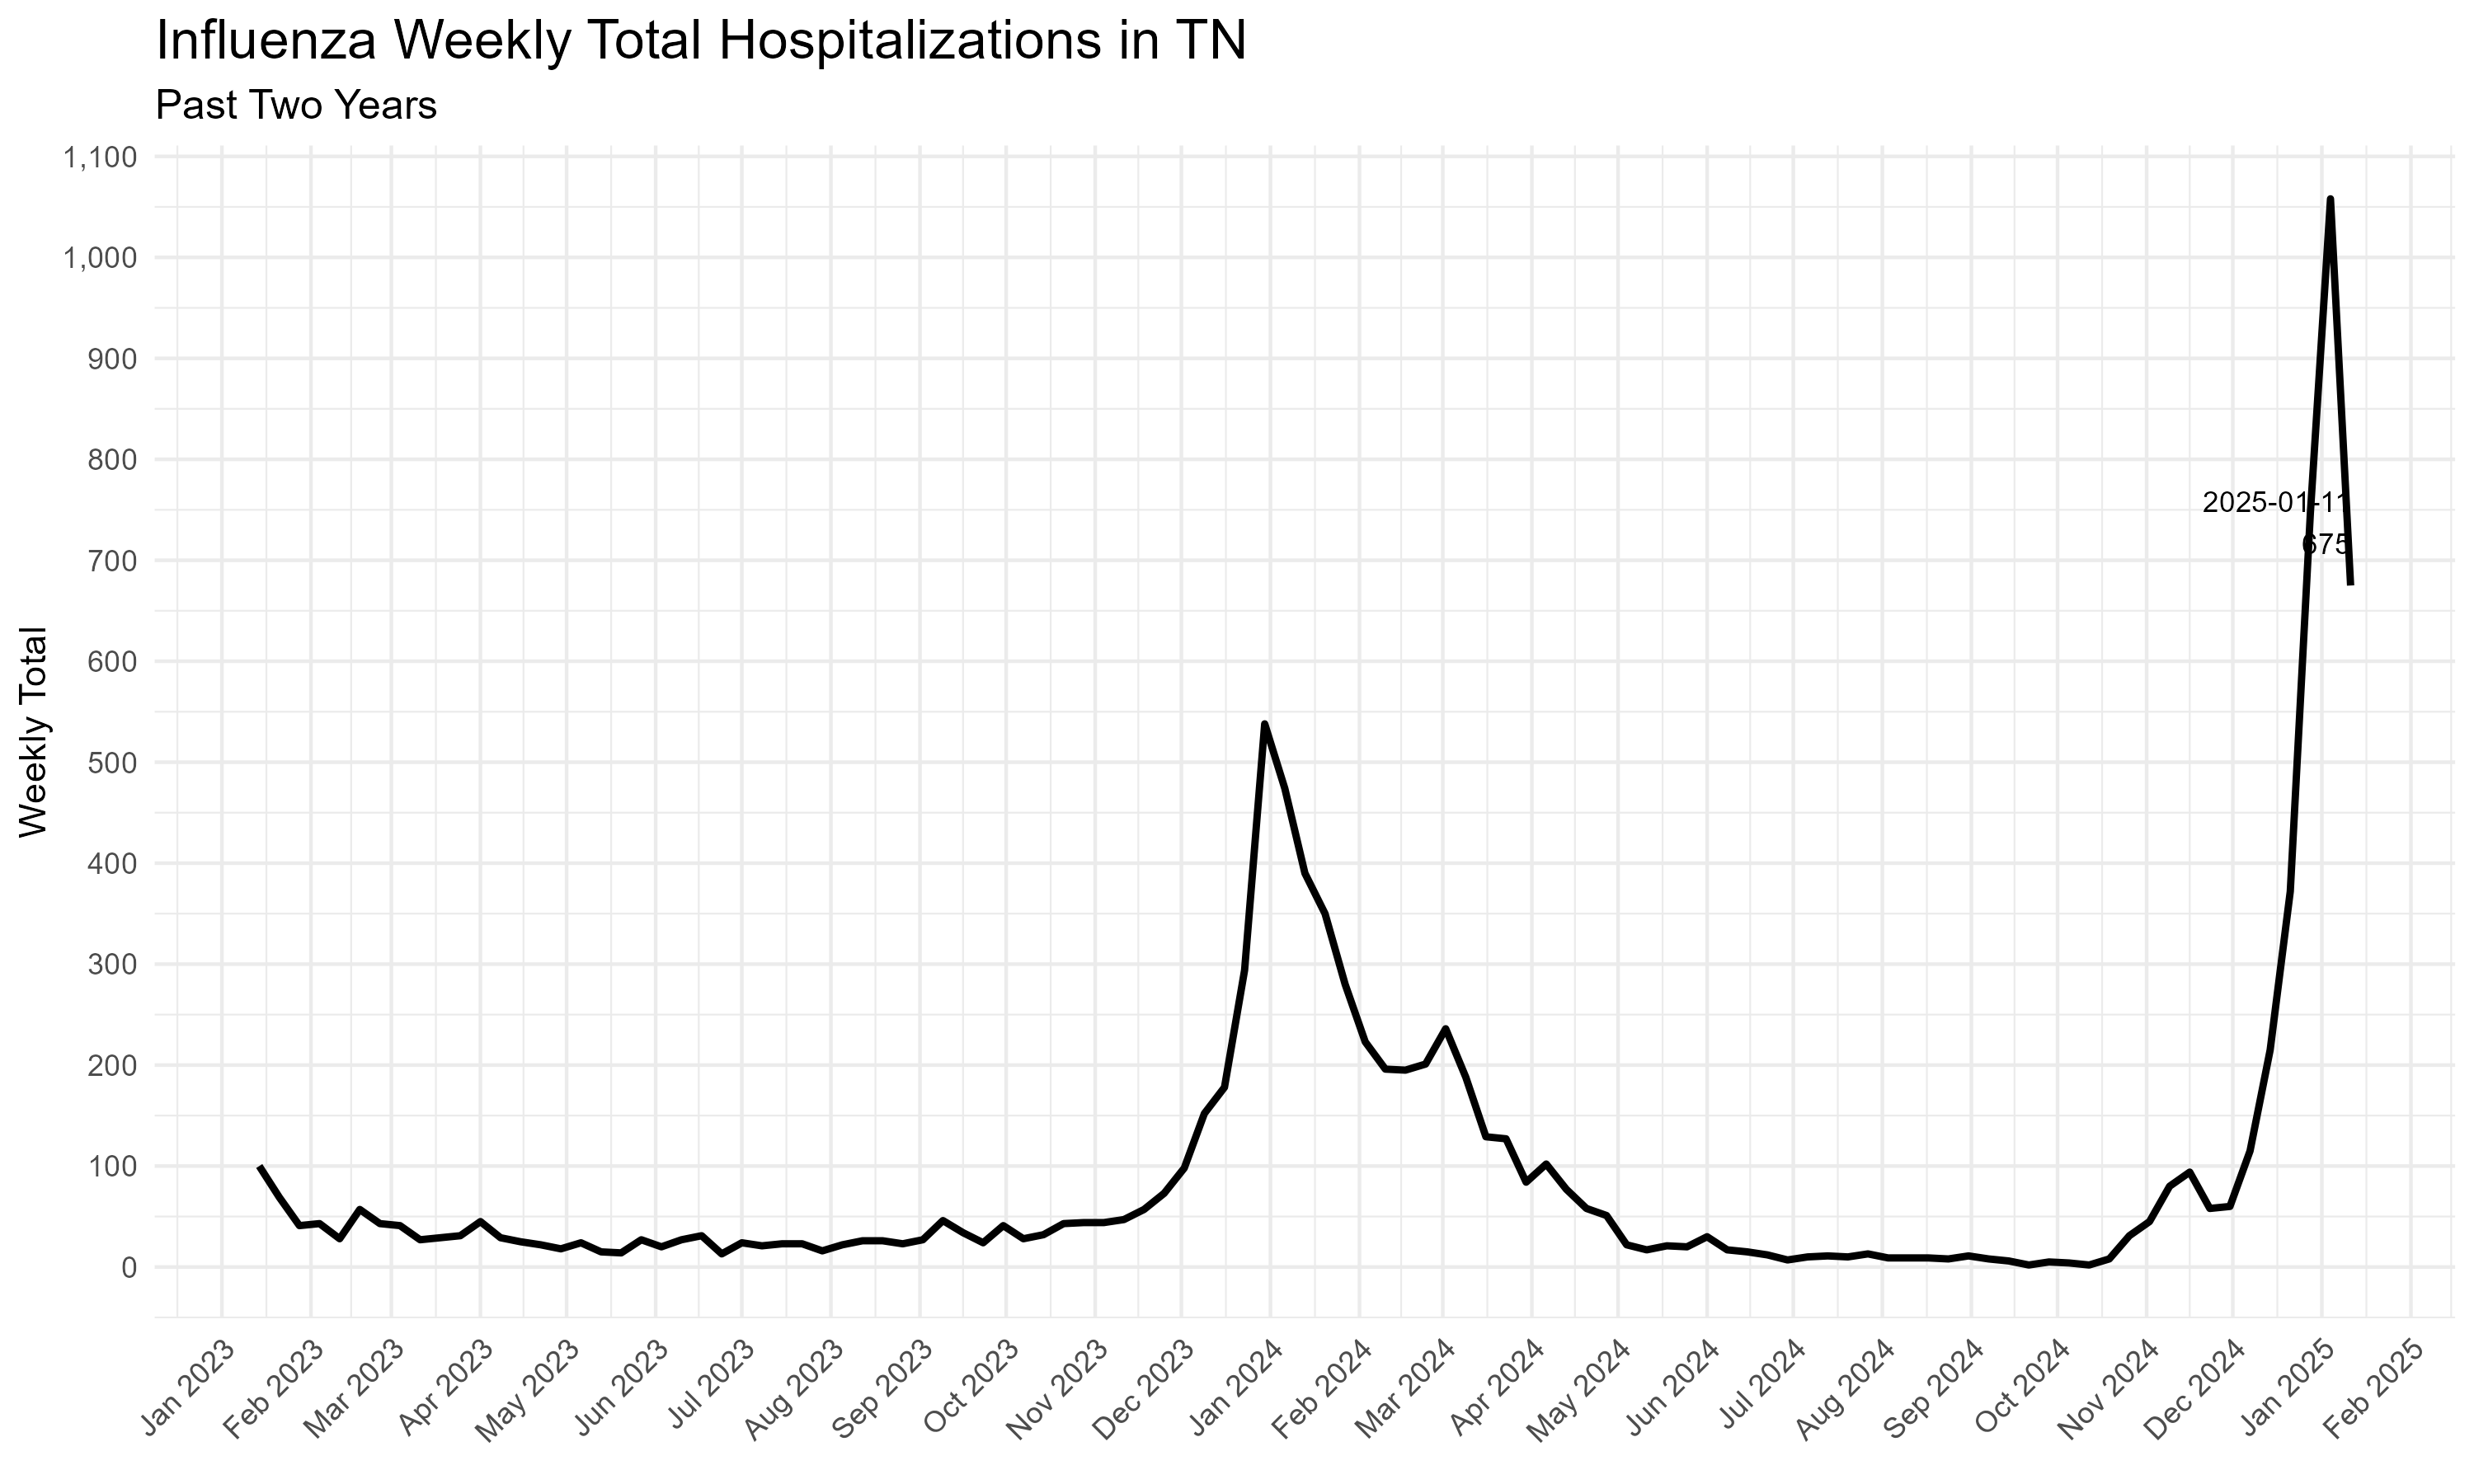 Influenza Weekly Total Hospitalizations in TN
Past Two Years
1,100
1,000
900
800
2025-01-11
675
700
600
500
400
300
200
100
0
Weekly Total
Jan 2023
Feb 2023
Mar 2023
Apr 2023
May 2023
Jun 2023
Jul 2023
Aug 2023
Sep 2023
Oct 2023
Nov 2023
Dec 2023
Jan 2024
Feb 2024
Mar 2024
Apr 2024
May 2024
Jun 2024
Jul 2024
Aug 2024
Sep 2024
Oct 2024
Nov 2024
Dec 2024
Jan 2025
Feb 2025